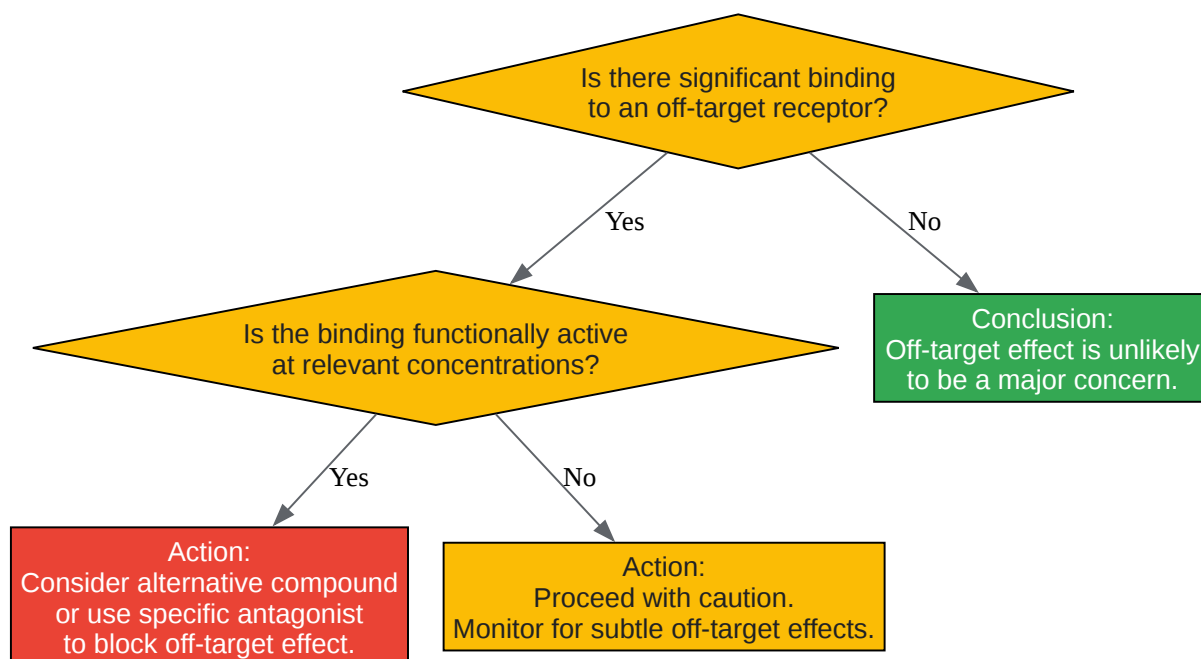 Is there significant binding
to an off-target receptor?
Yes
No
Is the binding functionally active
at relevant concentrations?
Conclusion:
Off-target effect is unlikely
to be a major concern.
Yes
No
Action:
Consider alternative compound
or use specific antagonist
to block off-target effect.
Action:
Proceed with caution.
Monitor for subtle off-target effects.